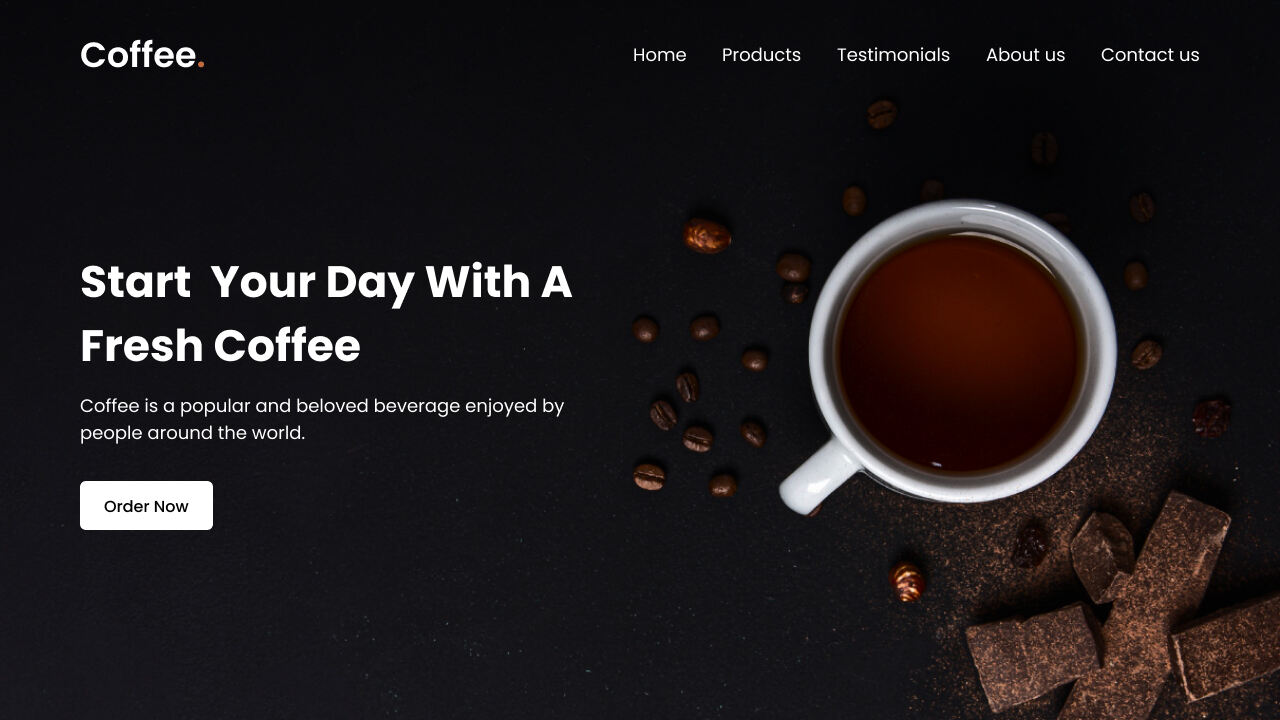 Coffee.
Home Products Testimonials About us Contact us
Start  Your Day With A
Fresh Coffee
Coffee is a popular and beloved beverage enjoyed by
people around the world.
Order Now